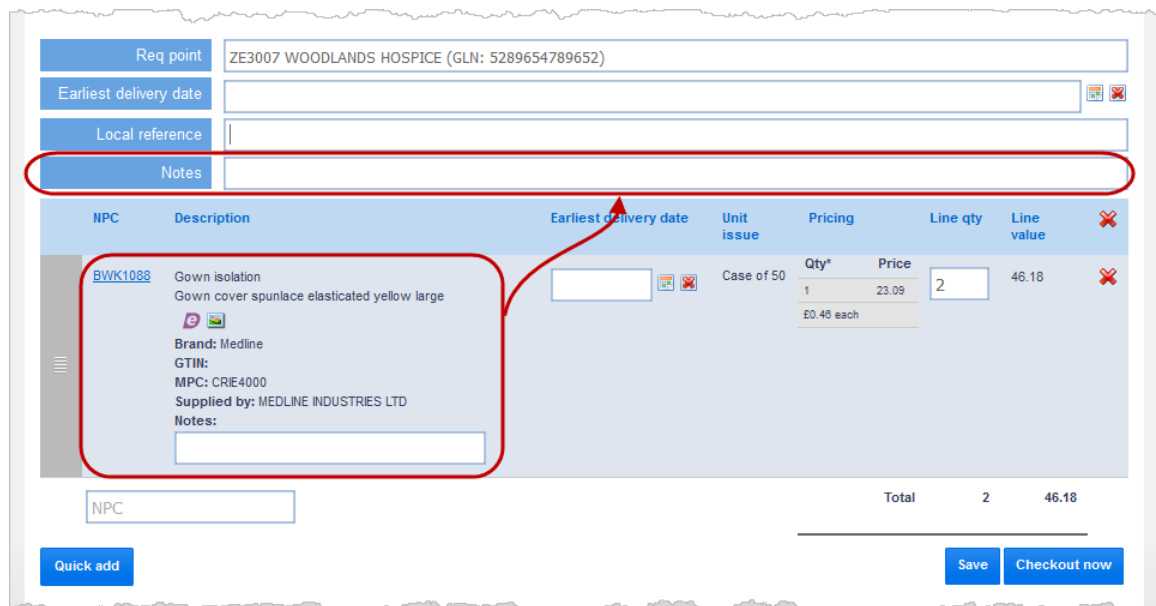 Req point
ZE3007 WOODLANDS HOSPICE (GLN: 5289654789652)
Earliest delivery date
Local reference
Notes
NPC Description Earliest delivery date Unit issue Pricing Line qty Line value
BWK1088
Gown isolation
Gown cover spunlace elasticated yellow large
Brand: Medline
GTIN:
MPC: CRIE4000
Supplied by: MEDLINE INDUSTRIES LTD
Notes:
Case of 50
Qty* Price
1 23.09
£0.46 each
2
46.18
NPC
Total 2 46.18
Quick add
Save
Checkout now